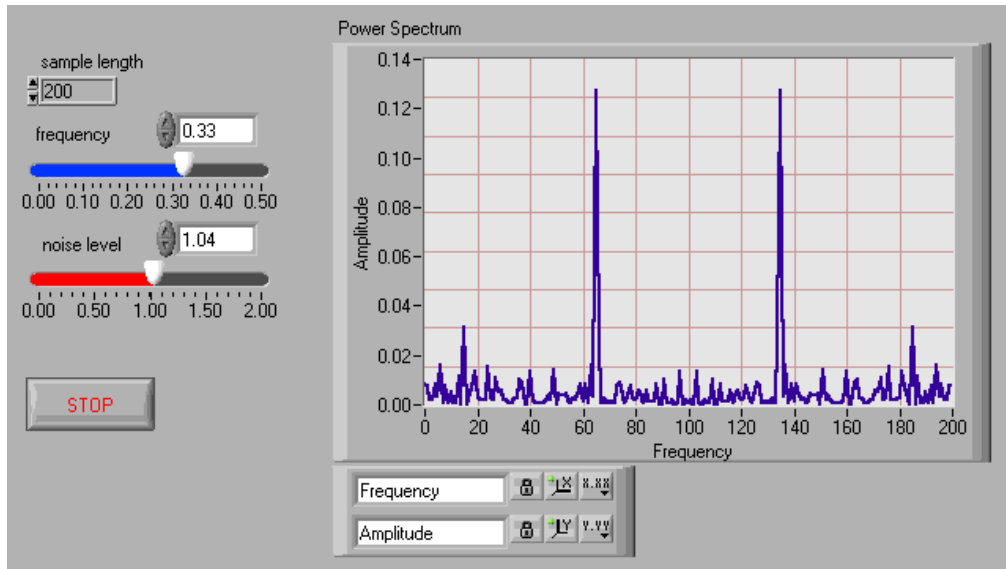 sample length
200
frequency
0.33
0.00 0.10 0.20 0.30 0.40 0.50
noise level
1.04
0.00 0.50 1.00 1.50 2.00
STOP
Power Spectrum
0.14
0.12
0.10
0.08
0.06
0.04
0.02
0.00
Amplitude
0 20 40 60 80 100 120 140 160 180 200
Frequency
Frequency
X
X.XX
Amplitude
Y
Y.YY